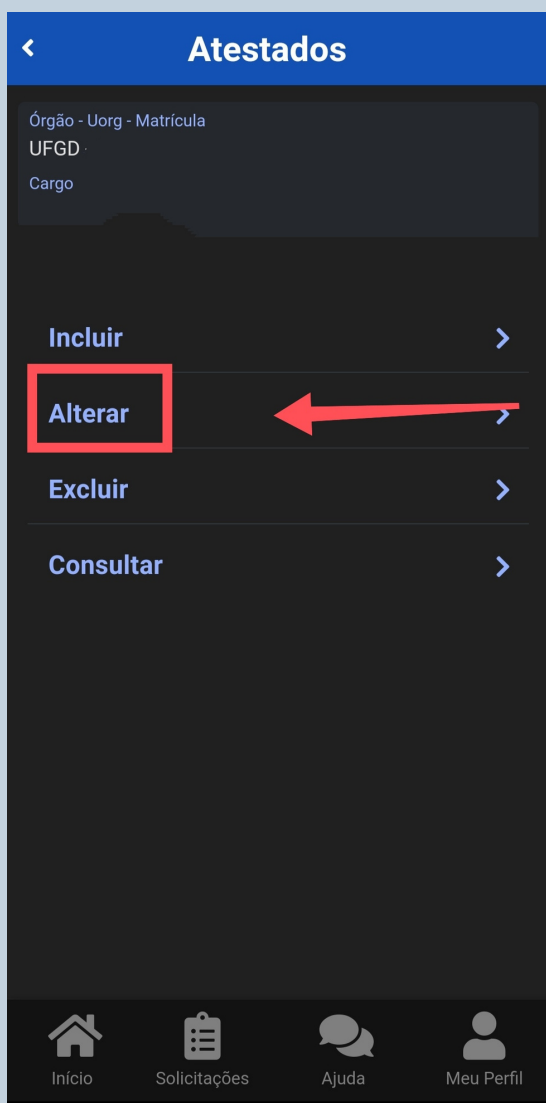 Atestados
Órgão - Uorg - Matrícula
UFGD
Cargo
Incluir
Alterar
Excluir
Consultar
Início Solicitações Ajuda Meu Perfil